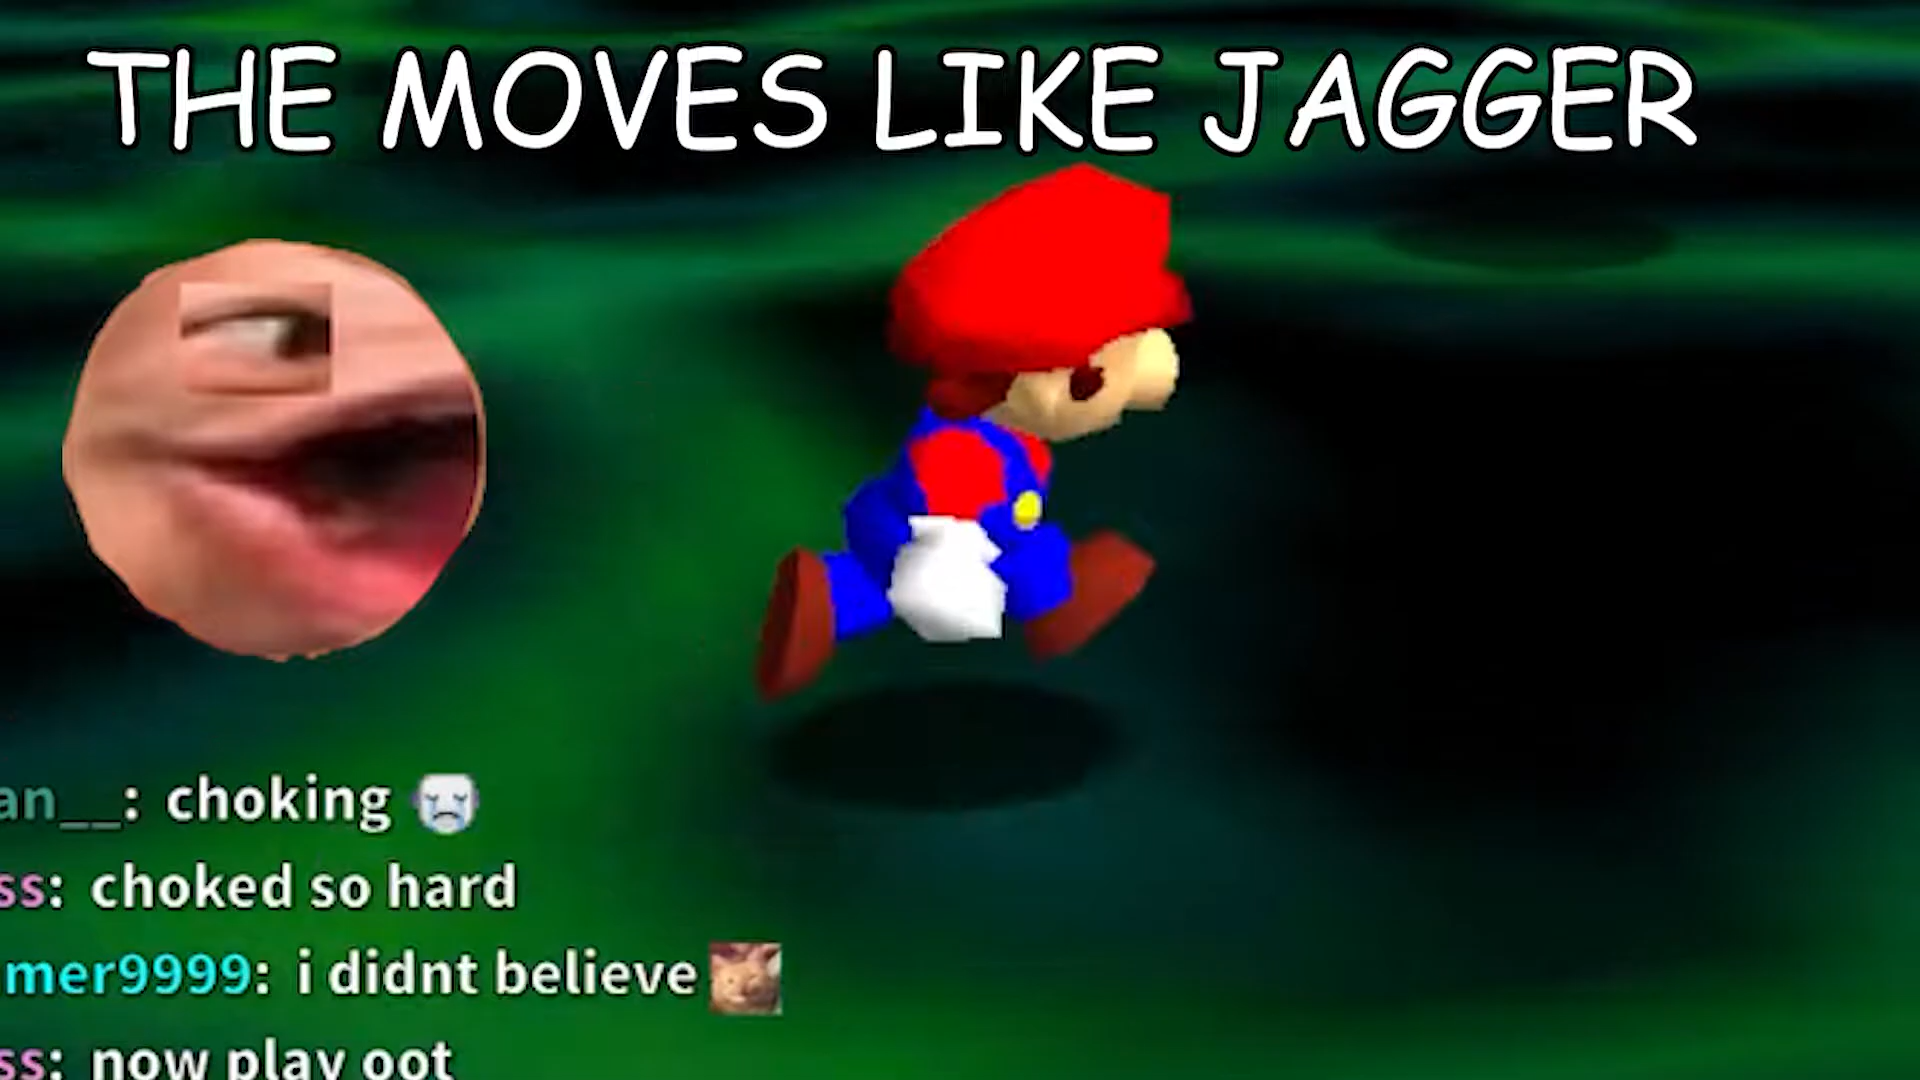 THE MOVES LIKE JAGGER
an__: choking
ss: choked so hard
mer9999: i didnt believe
ss: now play oot